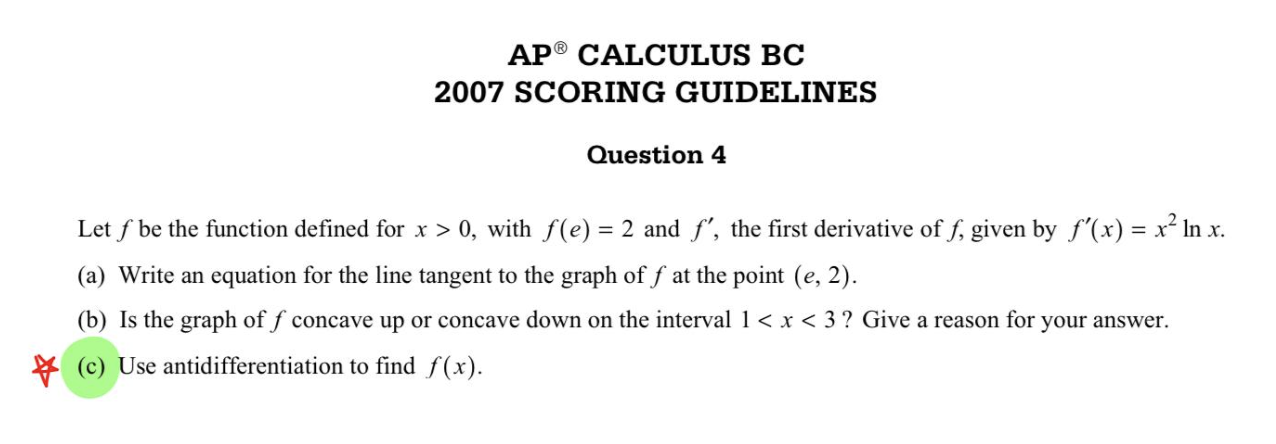 AP® CALCULUS BC
2007 SCORING GUIDELINES
Question 4
Let f be the function defined for x > 0, with f(e) = 2 and f′, the first derivative of f, given by f′(x) = x² ln x.
(a) Write an equation for the line tangent to the graph of f at the point (e, 2).
(b) Is the graph of f concave up or concave down on the interval 1 < x < 3 ? Give a reason for your answer.
(c) Use antidifferentiation to find f(x).